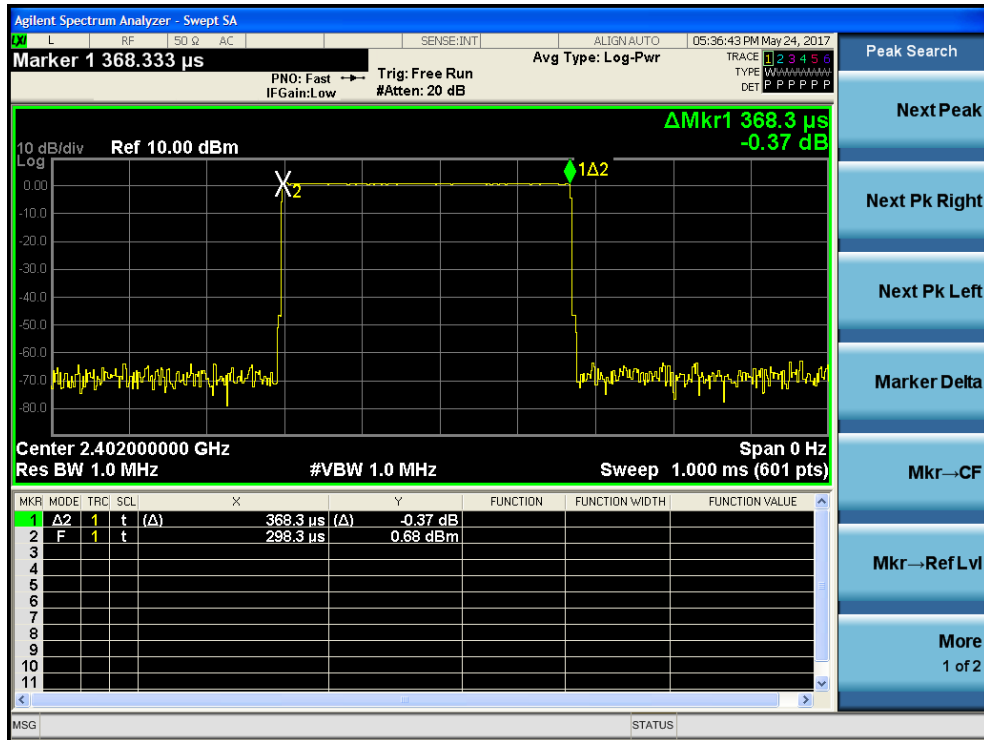 Agilent Spectrum Analyzer - Swept SA
LXI L RF 50 Ω AC SENSE:INT ALIGN AUTO 05:36:43 PM May 24, 2017
Marker 1 368.333 µs
PNO: Fast
IFGain:Low
Trig: Free Run
#Atten: 20 dB
Avg Type: Log-Pwr
TRACE 1 2 3 4 5 6
TYPE WWWWWW
DET P P P P P P
Peak Search
Next Peak
Next Pk Right
Next Pk Left
Marker Delta
Mkr→CF
Mkr→Ref Lvl
More
1 of 2
ΔMkr1 368.3 µs
-0.37 dB
10 dB/div Ref 10.00 dBm
Log
0.00
-10.0
-20.0
-30.0
-40.0
-50.0
-60.0
-70.0
-80.0
X2
1Δ2
Center 2.402000000 GHz Span 0 Hz
Res BW 1.0 MHz #VBW 1.0 MHz Sweep 1.000 ms (601 pts)
MKR MODE TRC SCL X Y FUNCTION FUNCTION WIDTH FUNCTION VALUE
1 Δ2 1 t (Δ) 368.3 µs (Δ) -0.37 dB
2 F 1 t 298.3 µs 0.68 dBm
3
4
5
6
7
8
9
10
11
MSG STATUS